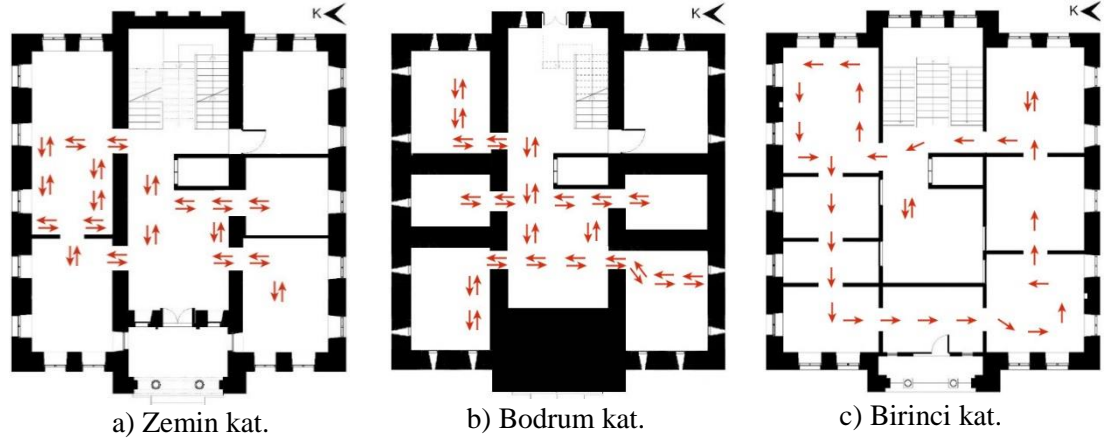 K
K
K
a) Zemin kat.
b) Bodrum kat.
c) Birinci kat.